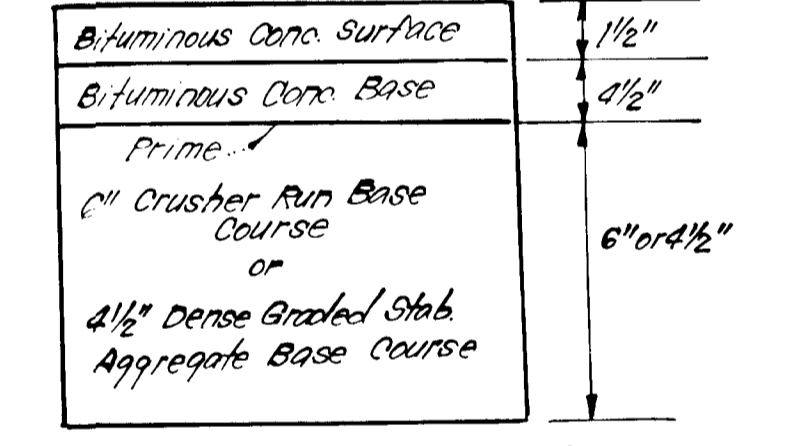 Bituminous Conc. Surface
1½"
Bituminous Conc. Base
4½"
Prime...
6" Crusher Run Base
Course
or
6" or 4½"
4½" Dense Graded Stab.
Aggregate Base Course